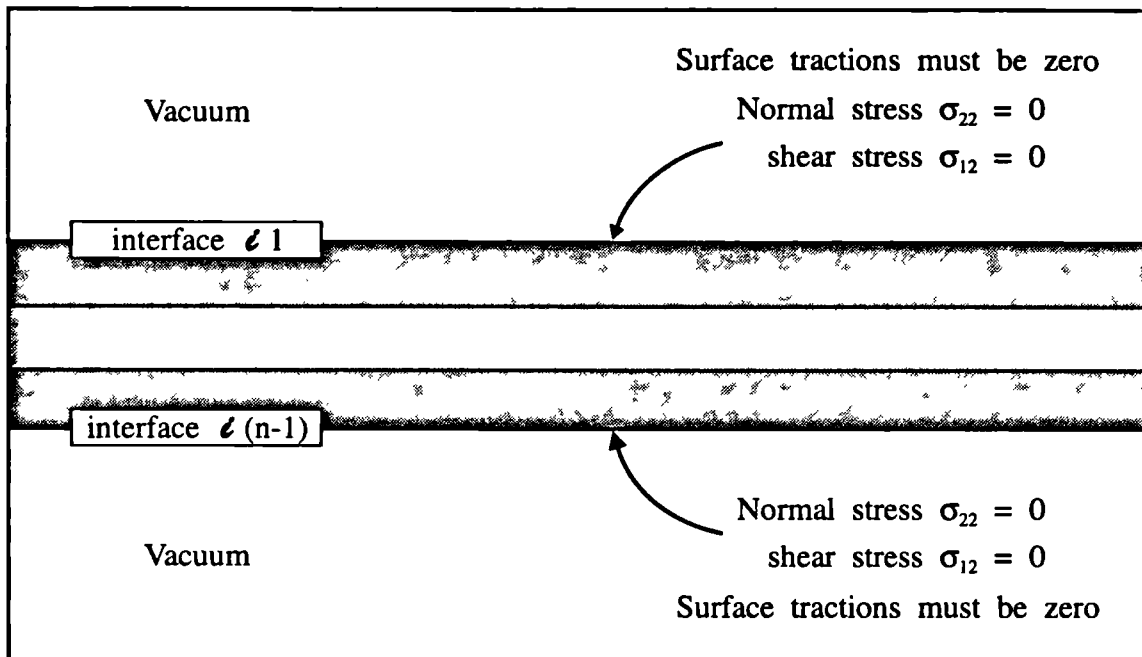 Surface tractions must be zero
Vacuum
Normal stress σ₂₂ = 0
shear stress σ₁₂ = 0
interface 𝓲 1
interface 𝓲 (n-1)
Normal stress σ₂₂ = 0
Vacuum
shear stress σ₁₂ = 0
Surface tractions must be zero